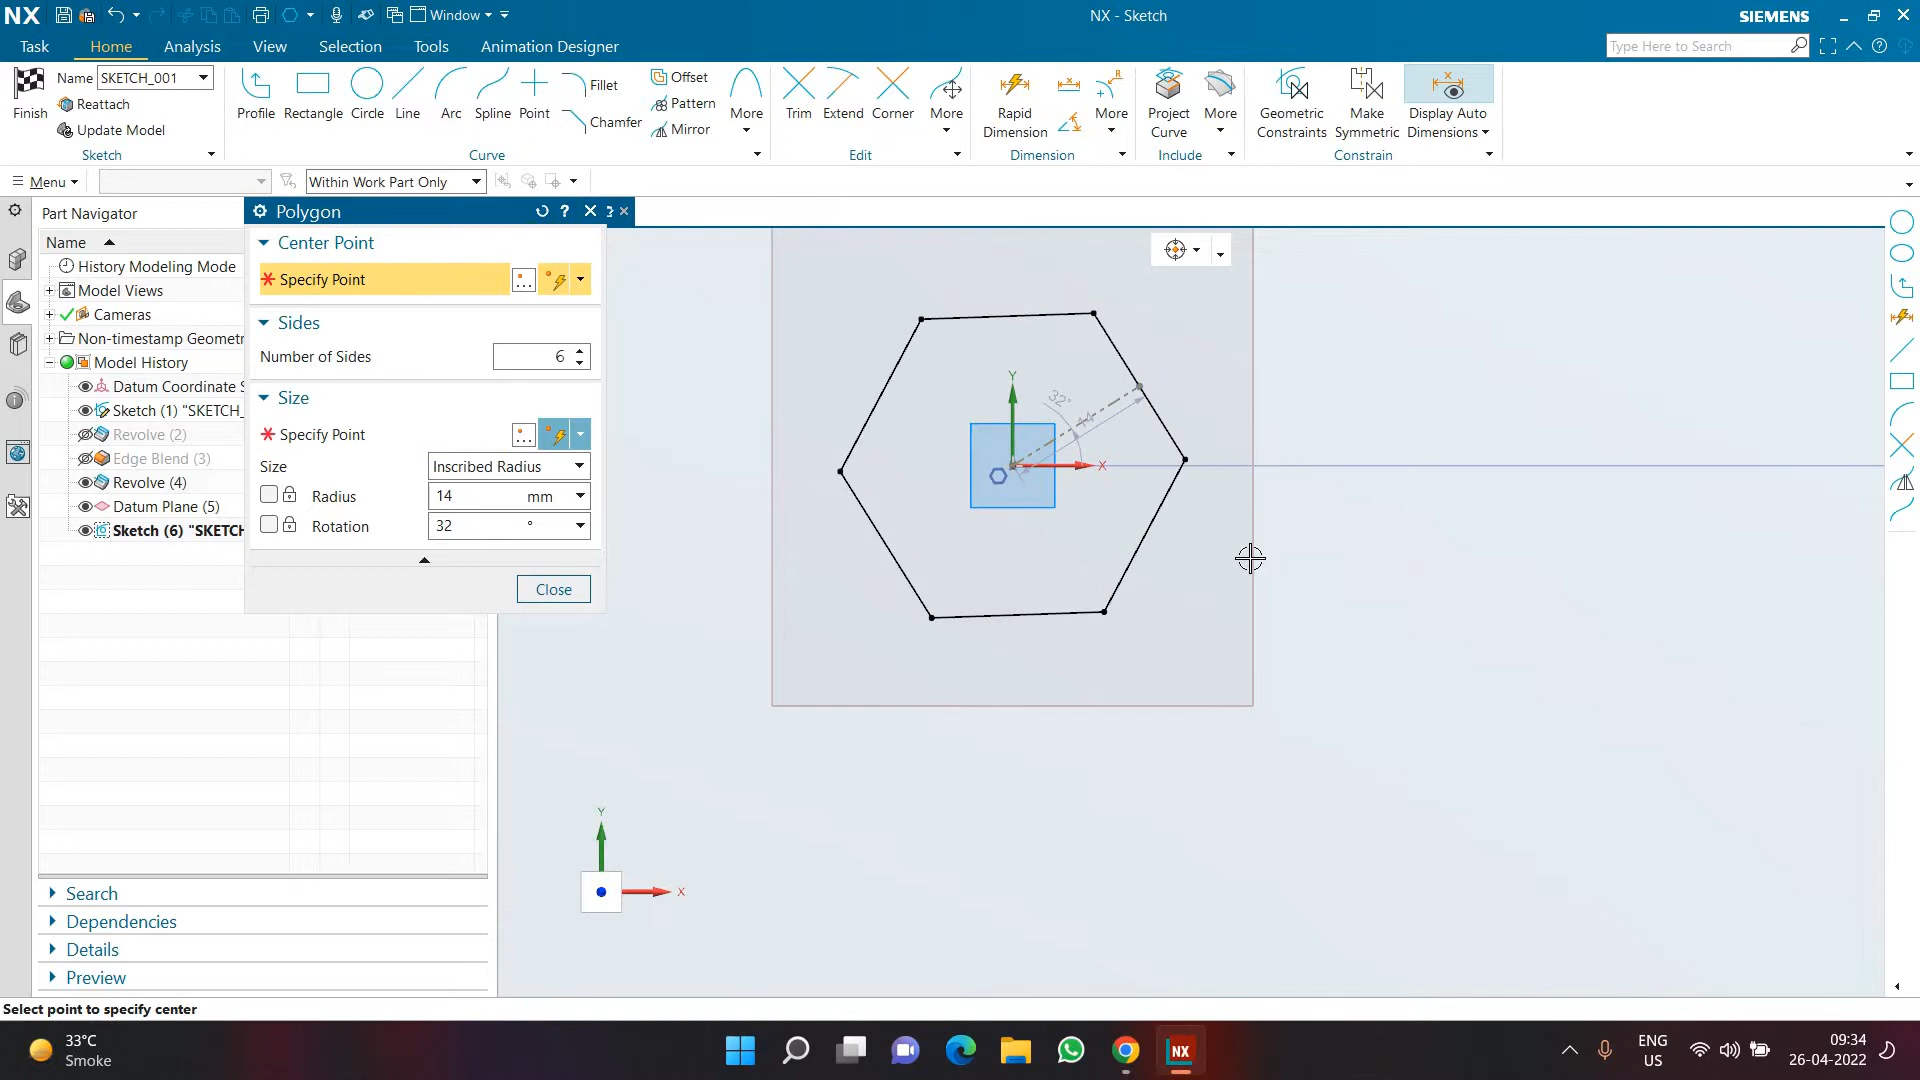 NX
Window
NX - Sketch
SIEMENS
Task
Home
Analysis
View
Selection
Tools
Animation Designer
Type Here to Search
Finish
Name
SKETCH_001
Reattach
Update Model
Sketch
Profile
Rectangle
Circle
Line
Arc
Spline
Point
Fillet
Chamfer
Offset
Pattern
Mirror
More
Curve
Trim
Extend
Corner
More
Edit
Rapid
Dimension
More
Dimension
Project
Curve
More
Include
Geometric
Constraints
Make
Symmetric
Display Auto
Dimensions
Constrain
Menu
Within Work Part Only
Part Navigator
Name
History Modeling Mode
Model Views
Cameras
Non-timestamp Geometr
Model History
Datum Coordinate S
Sketch (1) "SKETCH_
Revolve (2)
Edge Blend (3)
Revolve (4)
Datum Plane (5)
Sketch (6) "SKETCH
Polygon
Center Point
* Specify Point
Sides
Number of Sides
6
Size
* Specify Point
Size
Inscribed Radius
Radius
14 mm
Rotation
32 °
Close
Y
32°
14
X
Y
X
Search
Dependencies
Details
Preview
Select point to specify center
33°C
Smoke
NX
ENG
US
09:34
26-04-2022